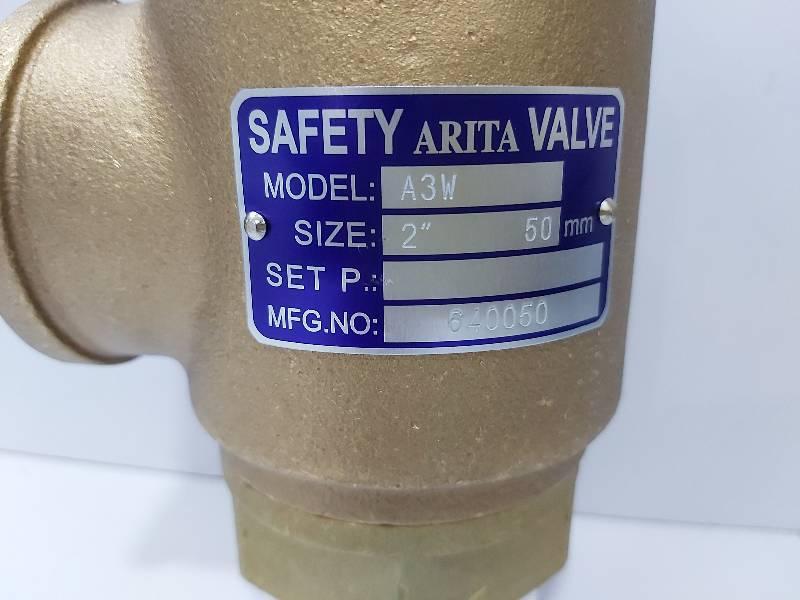 SAFETY ARITA VALVE
MODEL: A3W
SIZE: 2" 50 mm
SET P.:
MFG.NO: 640050